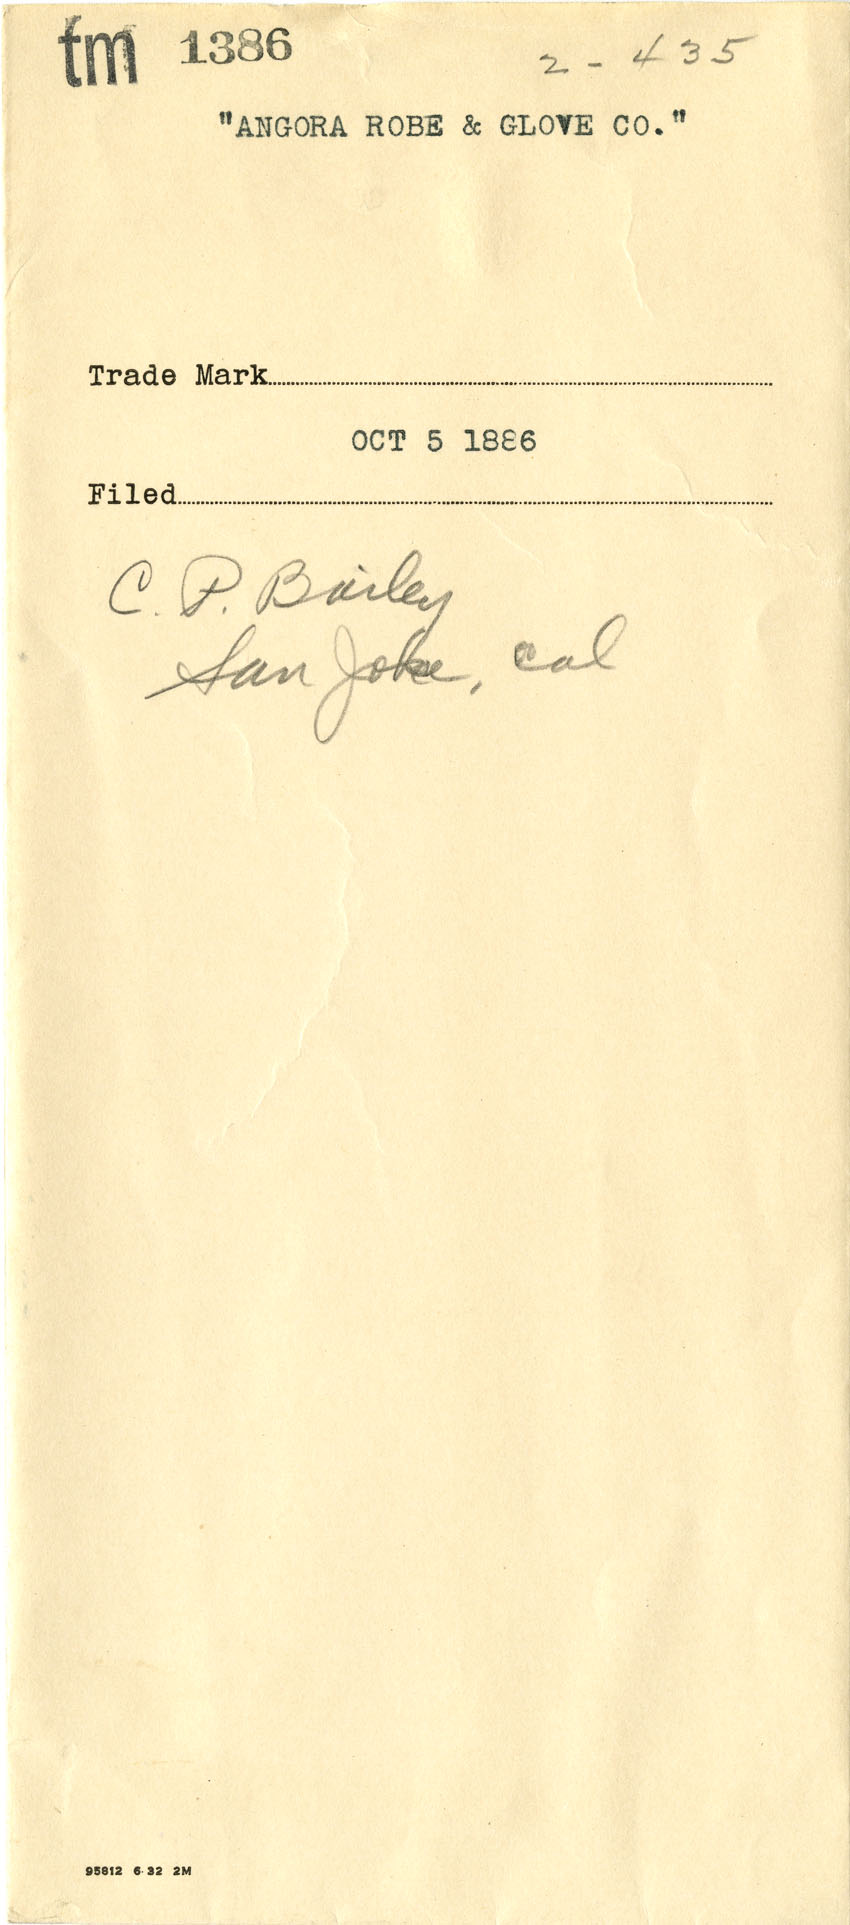 tm 1386 2-435
"ANGORA ROBE & GLOVE CO."
Trade Mark
OCT 5 1886
Filed
C. P. Bailey
San Jose, Cal
95812 6-32 2M